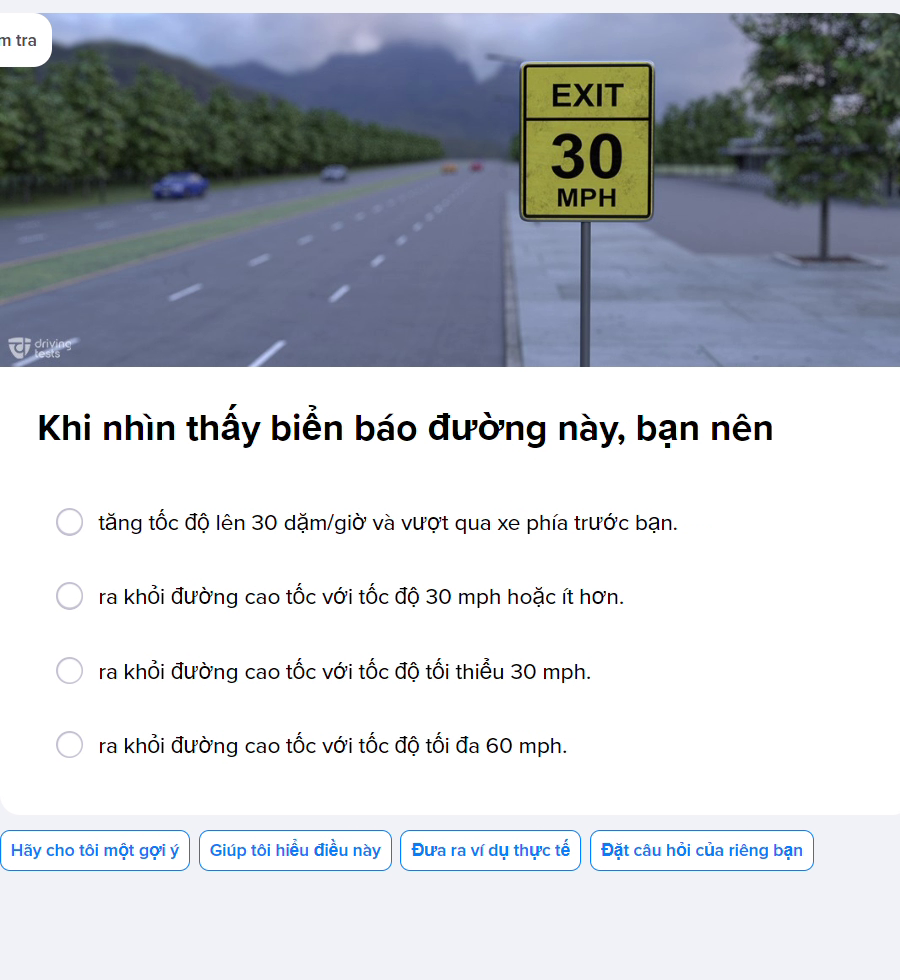 m tra
EXIT
30
MPH
driving
tests
Khi nhìn thấy biển báo đường này, bạn nên
tăng tốc độ lên 30 dặm/giờ và vượt qua xe phía trước bạn.
ra khỏi đường cao tốc với tốc độ 30 mph hoặc ít hơn.
ra khỏi đường cao tốc với tốc độ tối thiểu 30 mph.
ra khỏi đường cao tốc với tốc độ tối đa 60 mph.
Hãy cho tôi một gợi ý
Giúp tôi hiểu điều này
Đưa ra ví dụ thực tế
Đặt câu hỏi của riêng bạn